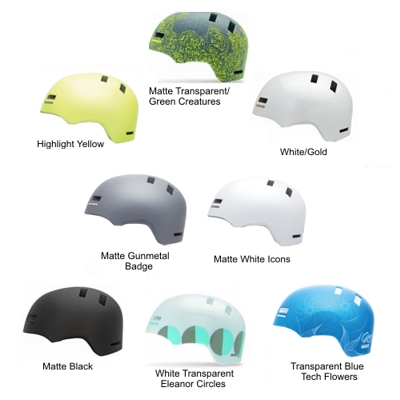 Matte Transparent/
Green Creatures
Highlight Yellow
White/Gold
Matte Gunmetal
Badge
Matte White Icons
Matte Black
White Transparent
Eleanor Circles
Transparent Blue
Tech Flowers